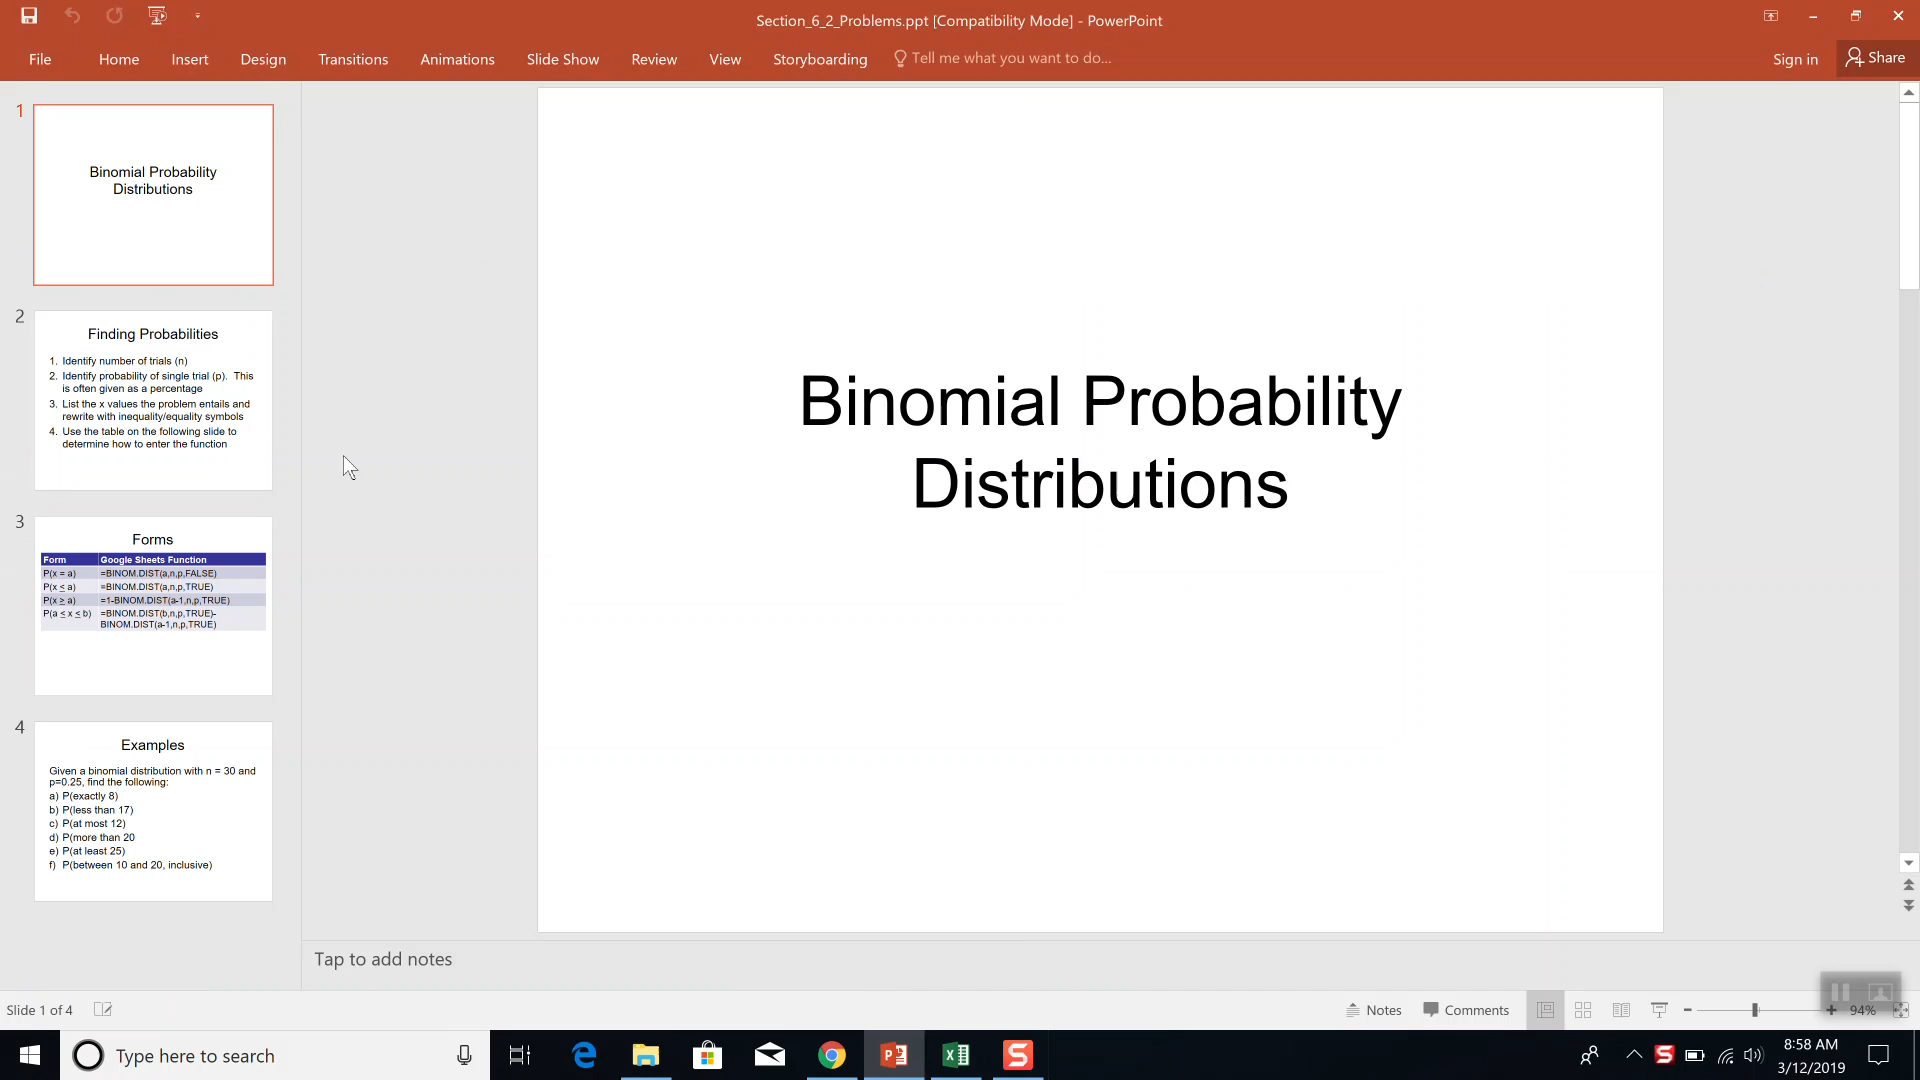 Section_6_2_Problems.ppt [Compatibility Mode] - PowerPoint
File Home Insert Design Transitions Animations Slide Show Review View Storyboarding Tell me what you want to do... Sign in Share
1
Binomial Probability
Distributions
2
Finding Probabilities
1. Identify number of trials (n)
2. Identify probability of single trial (p). This
is often given as a percentage
3. List the x values the problem entails and
rewrite with inequality/equality symbols
4. Use the table on the following slide to
determine how to enter the function
3
Forms
Form Google Sheets Function
P(x = a) =BINOM.DIST(a,n,p,FALSE)
P(x ≤ a) =BINOM.DIST(a,n,p,TRUE)
P(x ≥ a) =1-BINOM.DIST(a-1,n,p,TRUE)
P(a ≤ x ≤ b) =BINOM.DIST(b,n,p,TRUE)-
BINOM.DIST(a-1,n,p,TRUE)
4
Examples
Given a binomial distribution with n = 30 and
p=0.25, find the following:
a) P(exactly 8)
b) P(less than 17)
c) P(at most 12)
d) P(more than 20
e) P(at least 25)
f) P(between 10 and 20, inclusive)
Binomial Probability
Distributions
Tap to add notes
Slide 1 of 4 Notes Comments 94%
Type here to search
8:58 AM
3/12/2019